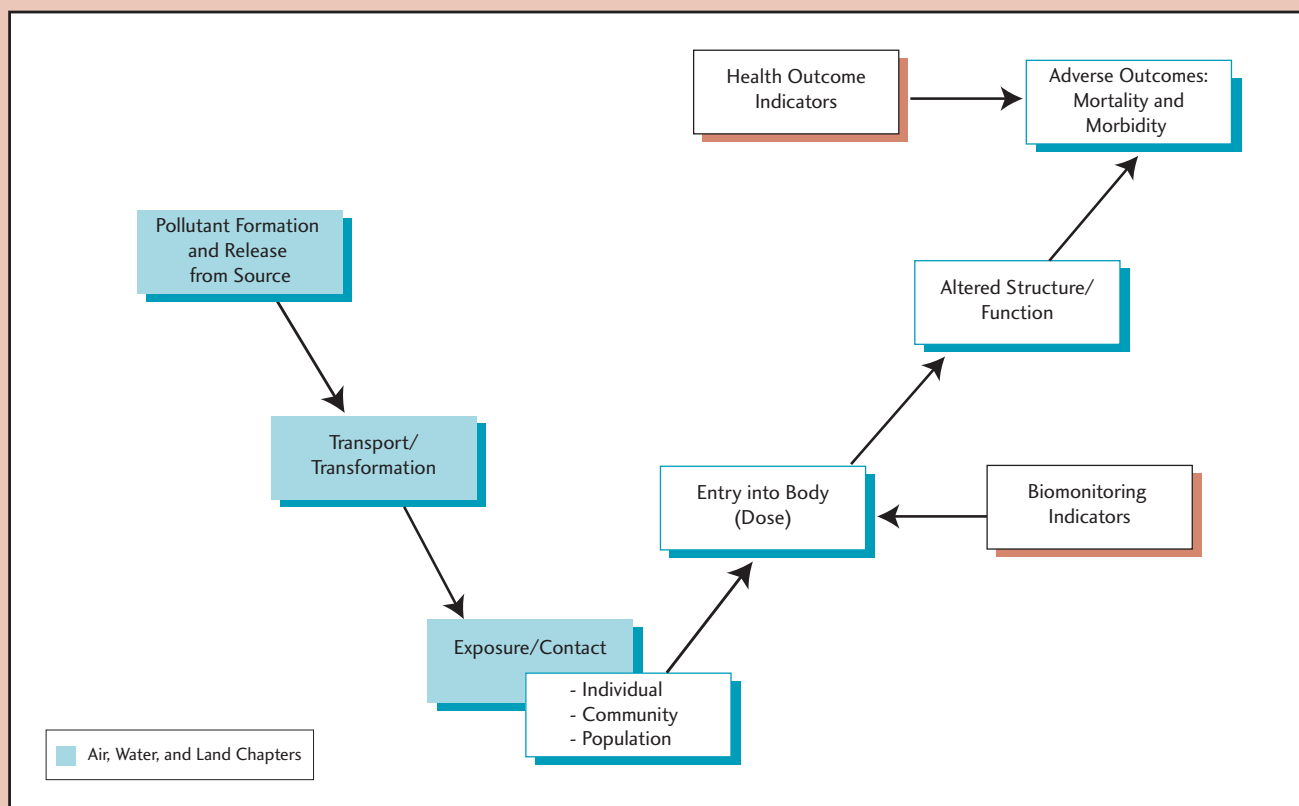 Health Outcome
Indicators
Adverse Outcomes:
Mortality and
Morbidity
Pollutant Formation
and Release
from Source
Altered Structure/
Function
Transport/
Transformation
Entry into Body
(Dose)
Biomonitoring
Indicators
Exposure/Contact
- Individual
- Community
- Population
Air, Water, and Land Chapters